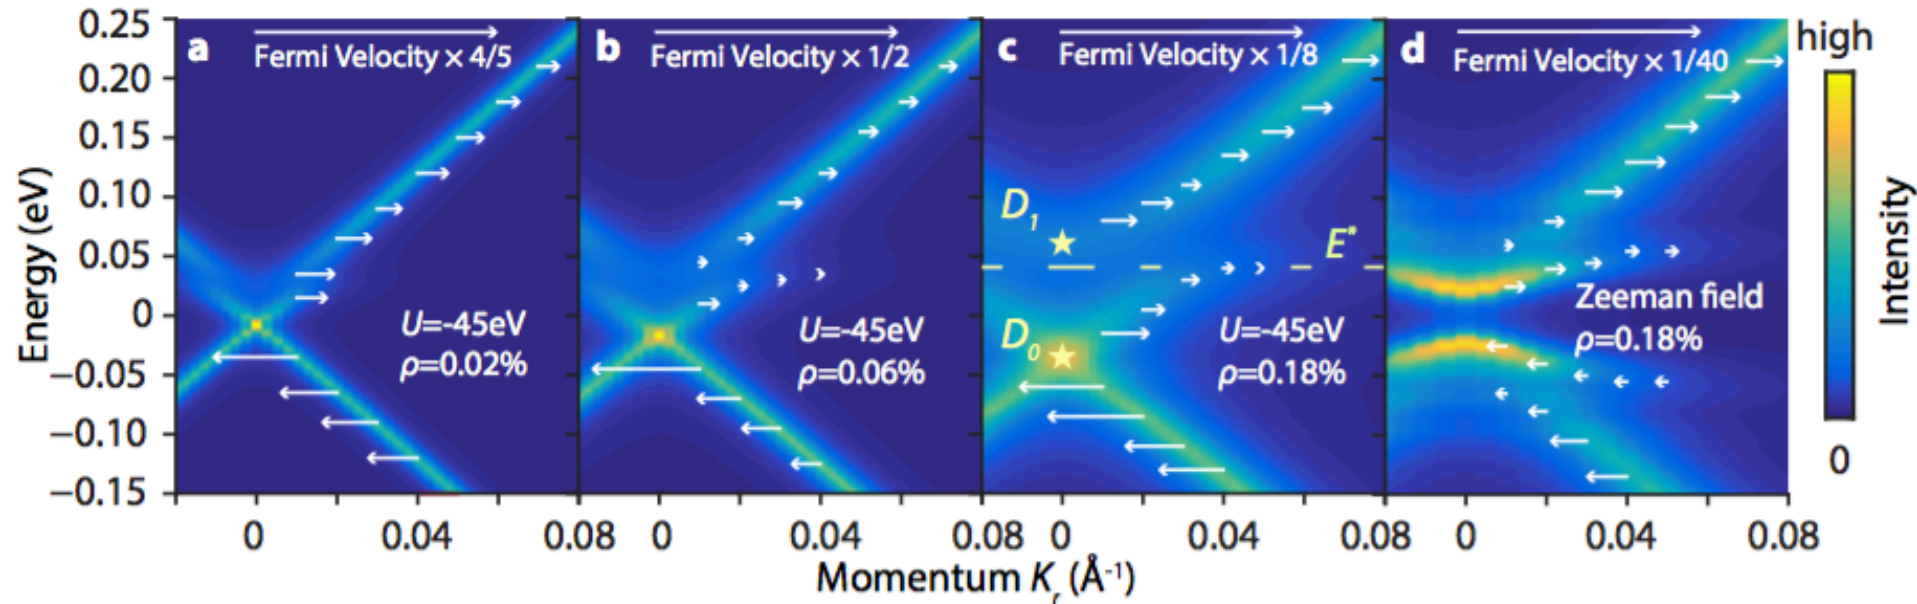 a
Fermi Velocity × 4/5
b
Fermi Velocity × 1/2
c
Fermi Velocity × 1/8
d
Fermi Velocity × 1/40
high
Intensity
0
Energy (eV)
0.25
0.20
0.15
0.10
0.05
0
−0.05
−0.10
−0.15
U=-45eV
ρ=0.02%
U=-45eV
ρ=0.06%
D₁
E*
D₀
U=-45eV
ρ=0.18%
Zeeman field
ρ=0.18%
0 0.04 0.08 0 0.04 0.08 0 0.04 0.08 0 0.04 0.08
Momentum Kᵣ (Å⁻¹)